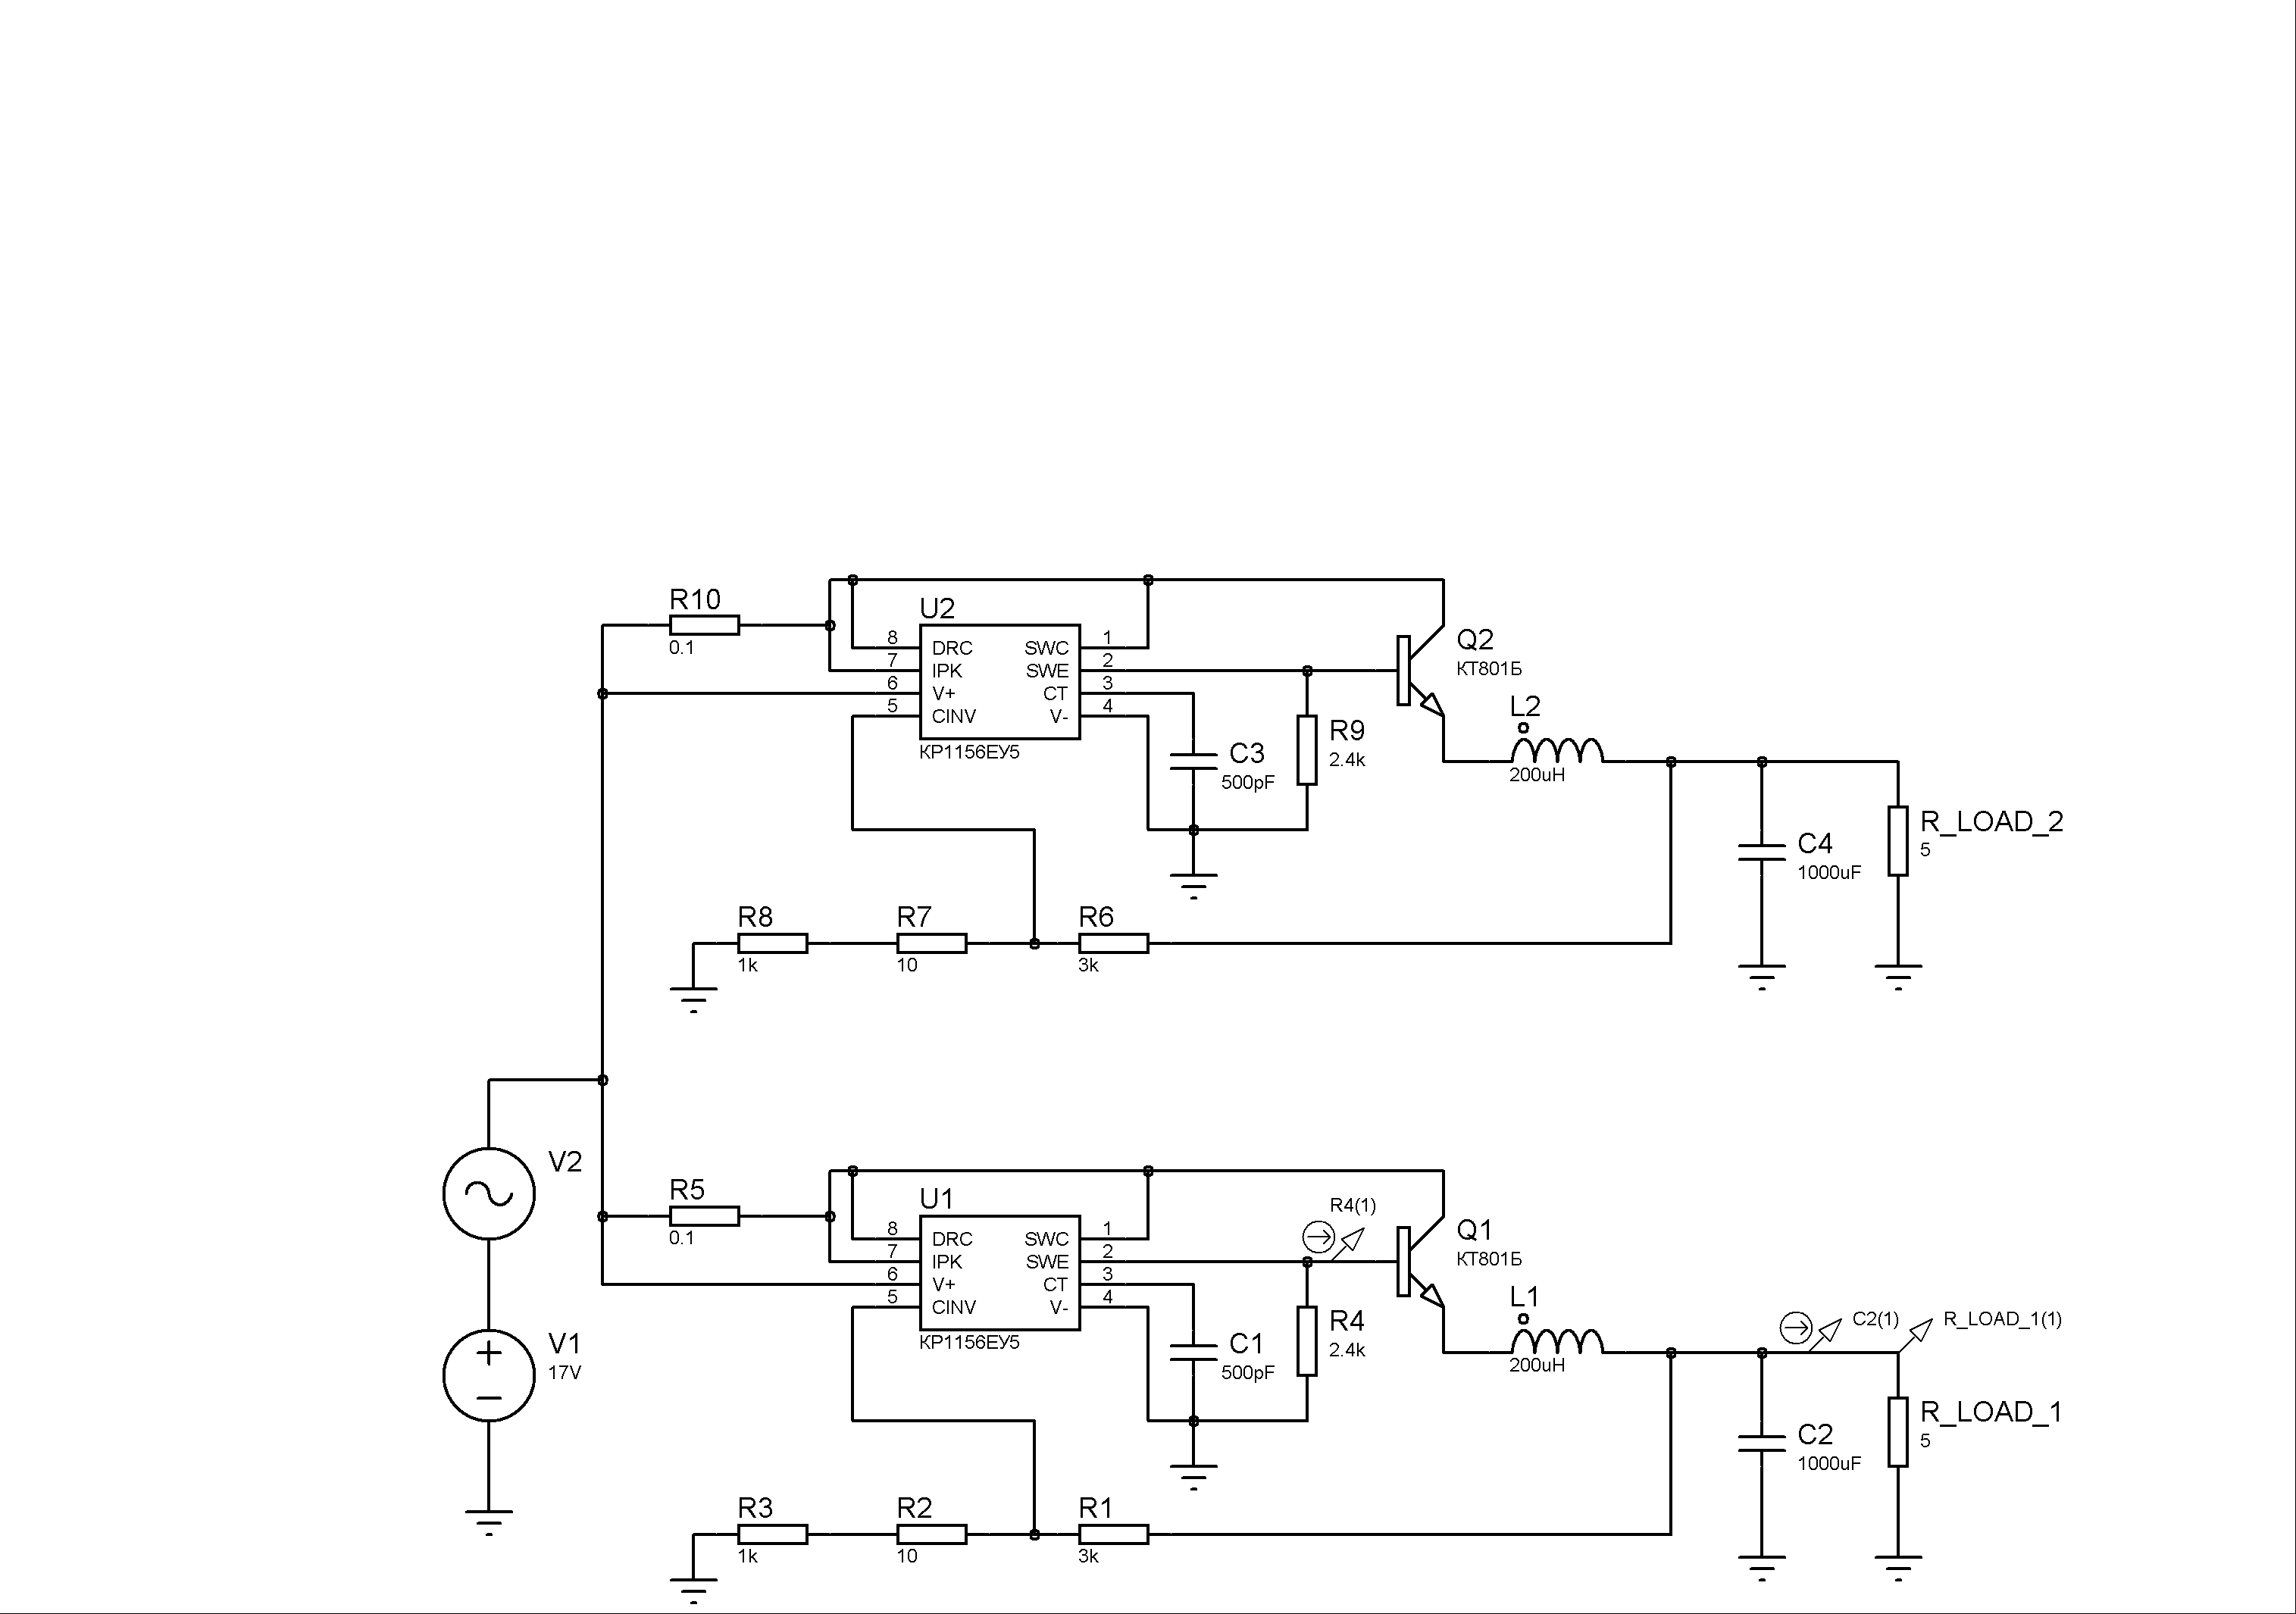 R10
0.1
U2
8 DRC SWC 1
7 IPK SWE 2
6 V+ CT 3
5 CINV V- 4
КР1156ЕУ5
Q2
КТ801Б
L2
200uH
C3
500pF
R9
2.4k
C4
1000uF
R_LOAD_2
5
R8
1k
R7
10
R6
3k
V2
V1
17V
R5
0.1
U1
8 DRC SWC 1
7 IPK SWE 2
6 V+ CT 3
5 CINV V- 4
КР1156ЕУ5
R4(1)
Q1
КТ801Б
L1
200uH
C1
500pF
R4
2.4k
C2(1)
R_LOAD_1(1)
C2
1000uF
R_LOAD_1
5
R3
1k
R2
10
R1
3k